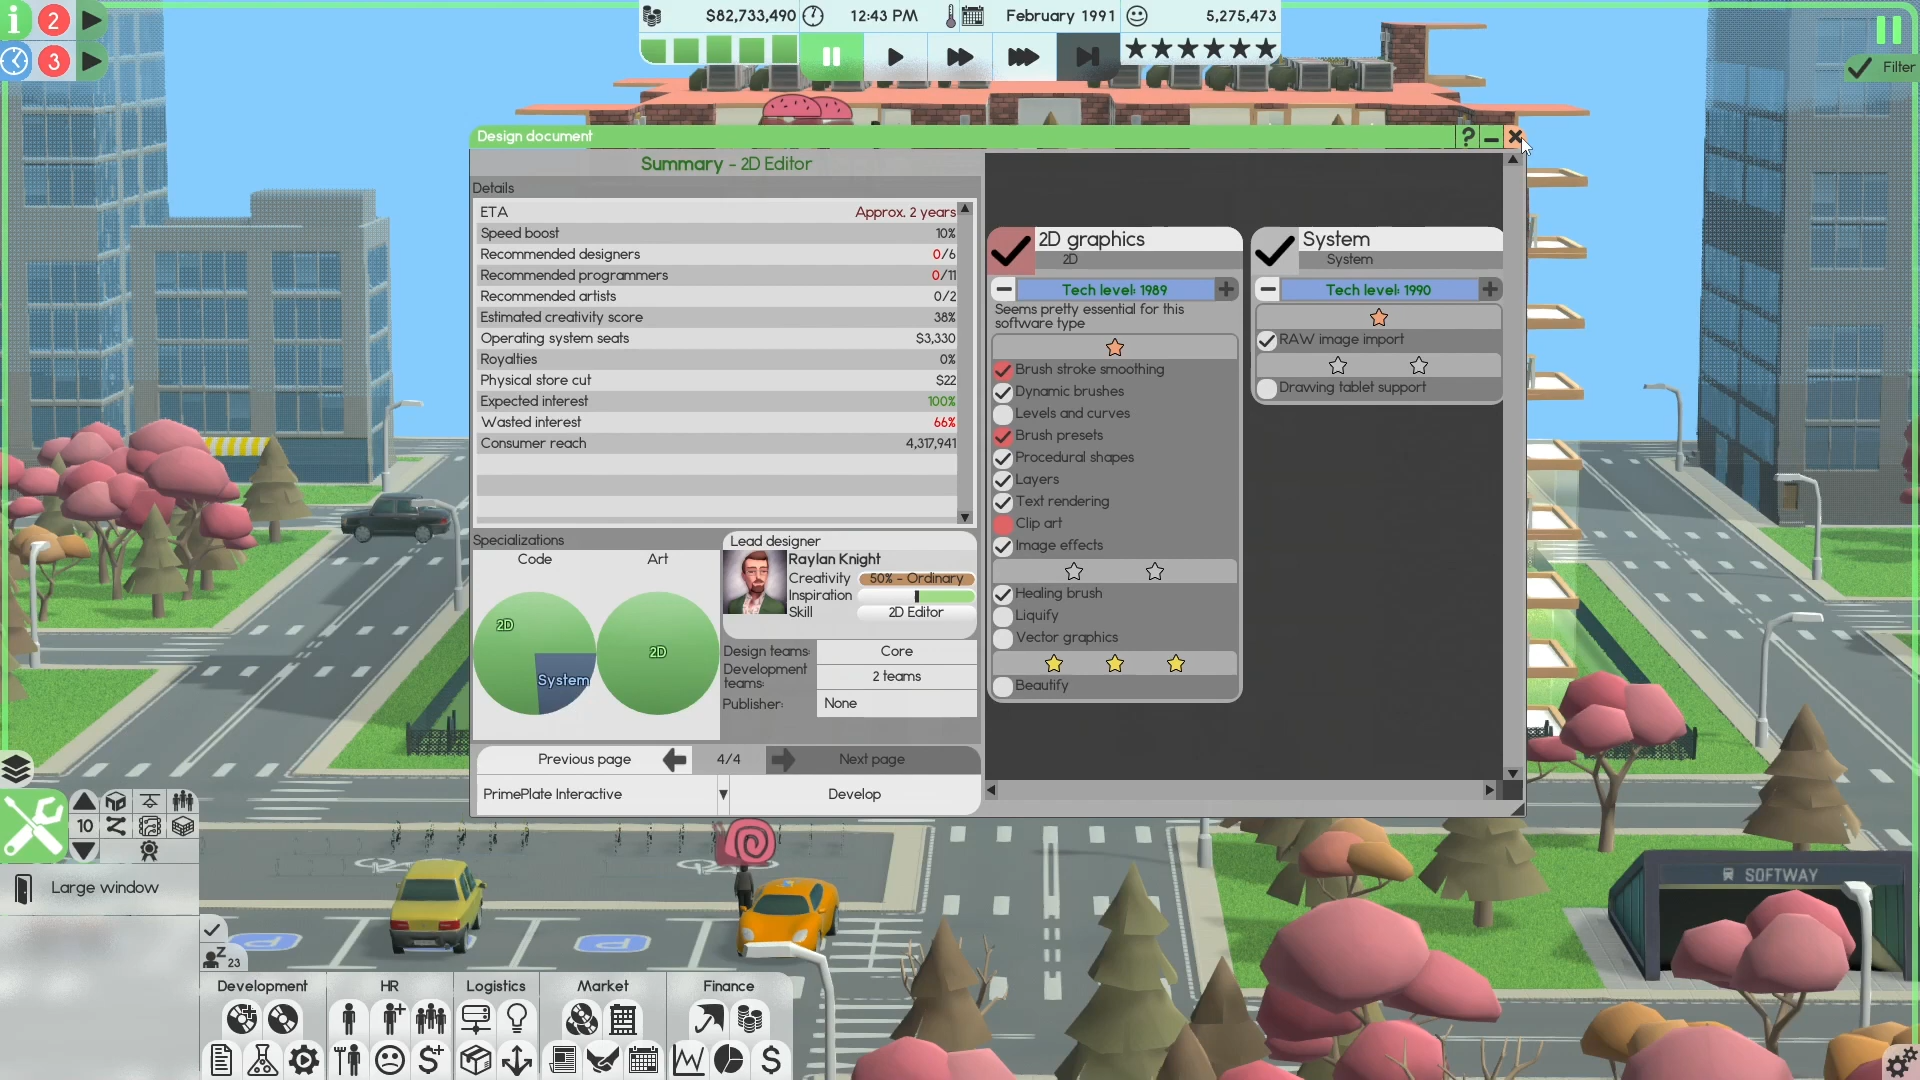 2
3
$82,733,490
12:43 PM
February 1991
5,275,473
Filter
Design document
?
Summary - 2D Editor
Details
ETA Approx. 2 years
Speed boost 10%
Recommended designers 0/6
Recommended programmers 0/11
Recommended artists 0/2
Estimated creativity score 38%
Operating system seats $3,330
Royalties 0%
Physical store cut $22
Expected interest 100%
Wasted interest 66%
Consumer reach 4,317,941
Specializations
Code Art
2D
System
2D
Lead designer
Raylan Knight
Creativity 50% - Ordinary
Inspiration
Skill 2D Editor
Design teams: Core
Development teams: 2 teams
Publisher: None
Previous page 4/4 Next page
PrimePlate Interactive Develop
2D graphics
2D
Tech level: 1989
Seems pretty essential for this
software type
Brush stroke smoothing
Dynamic brushes
Levels and curves
Brush presets
Procedural shapes
Layers
Text rendering
Clip art
Image effects
Healing brush
Liquify
Vector graphics
Beautify
System
System
Tech level: 1990
RAW image import
Drawing tablet support
10
Large window
23
Development HR Logistics Market Finance
SOFTWAY